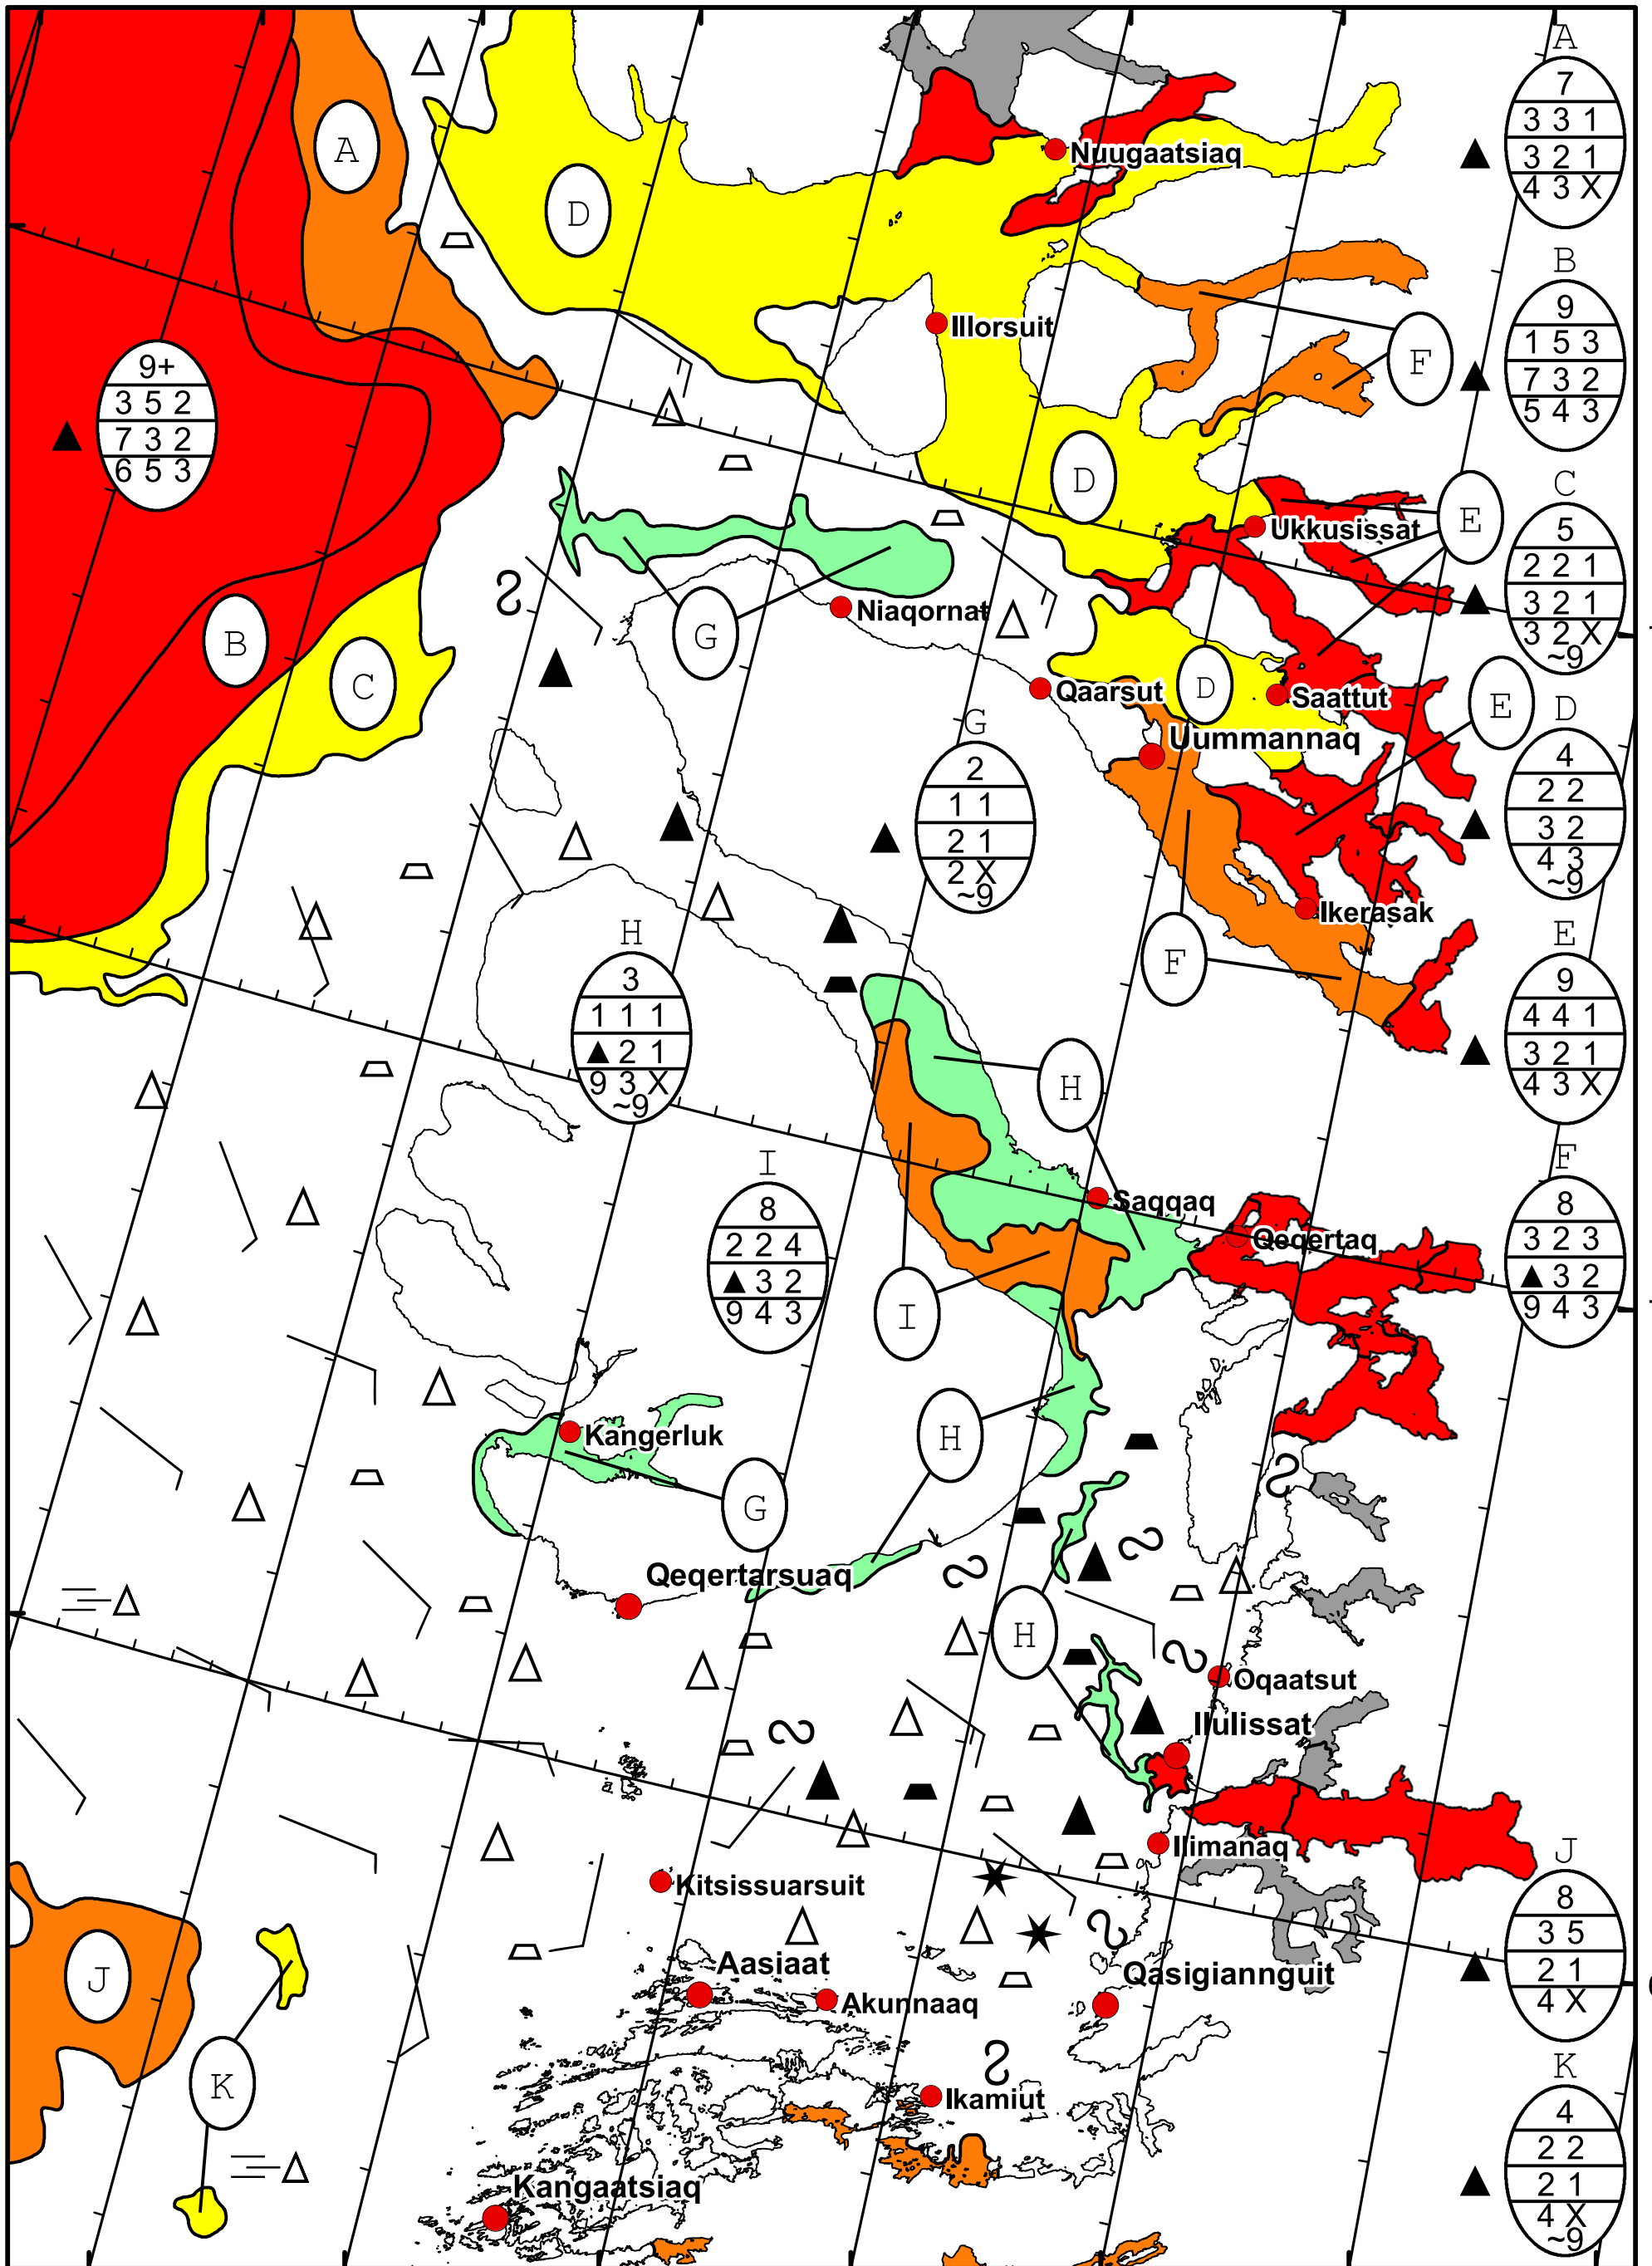 A
7
3 3 1
3 2 1
4 3 X
A
Nuugaatsiaq
D
B
9
1 5 3
7 3 2
5 4 3
Illorsuit
F
9+
3 5 2
7 3 2
6 5 3
D
C
5
2 2 1
3 2 1
3 2 X
~9
E
Ukkusissat
Niaqornat
G
B
C
D
Qaarsut
Saattut
E
D
4
2 2
3 2
4 3
~9
Uummannaq
G
2
1 1
2 1
2 X
~9
Ikerasak
F
E
9
4 4 1
3 2 1
4 3 X
H
3
1 1 1
▲ 2 1
9 3 X
~9
H
I
8
2 2 4
▲ 3 2
9 4 3
F
8
3 2 3
▲ 3 2
9 4 3
Saqqaq
Qeqertaq
I
Kangerluk
H
G
Qeqertarsuaq
H
Oqaatsut
Ilulissat
Ilimanaq
Kitsissuarsuit
J
8
3 5
2 1
4 X
J
Aasiaat
Akunnaaq
Qasigiannguit
K
Ikamiut
K
4
2 2
2 1
4 X
~9
Kangaatsiaq